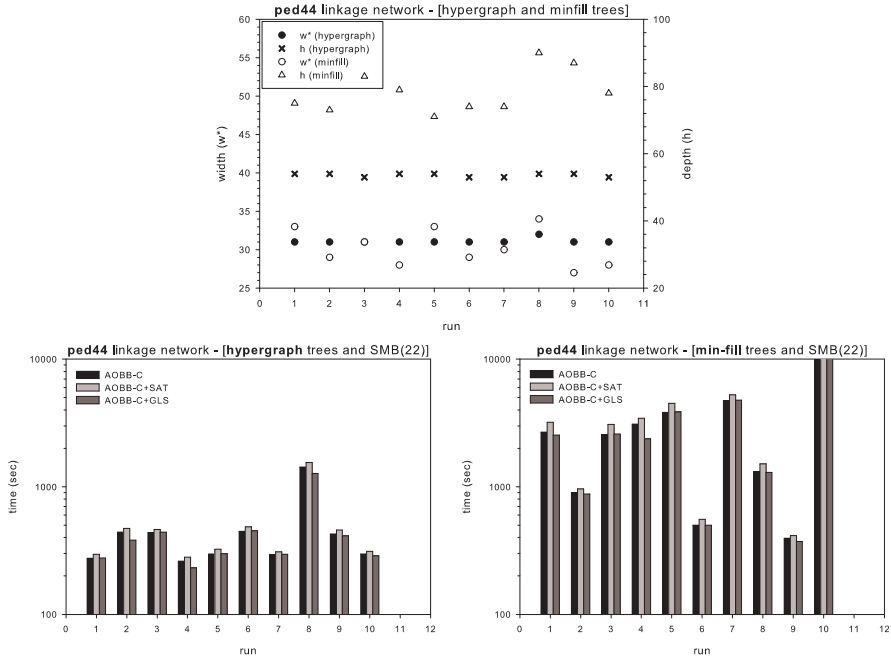 ped44 linkage network - [hypergraph and minfill trees]
60
55
50
45
40
35
30
25
width (w*)
w* (hypergraph)
h (hypergraph)
w* (minfill)
h (minfill)
100
80
60
40
20
depth (h)
0 1 2 3 4 5 6 7 8 9 10 11
run
ped44 linkage network - [hypergraph trees and SMB(22)]
10000
1000
100
time (sec)
AOBB-C
AOBB-C+SAT
AOBB-C+GLS
0 1 2 3 4 5 6 7 8 9 10 11 12
run
ped44 linkage network - [min-fill trees and SMB(22)]
10000
1000
100
time (sec)
AOBB-C
AOBB-C+SAT
AOBB-C+GLS
0 1 2 3 4 5 6 7 8 9 10 11 12
run